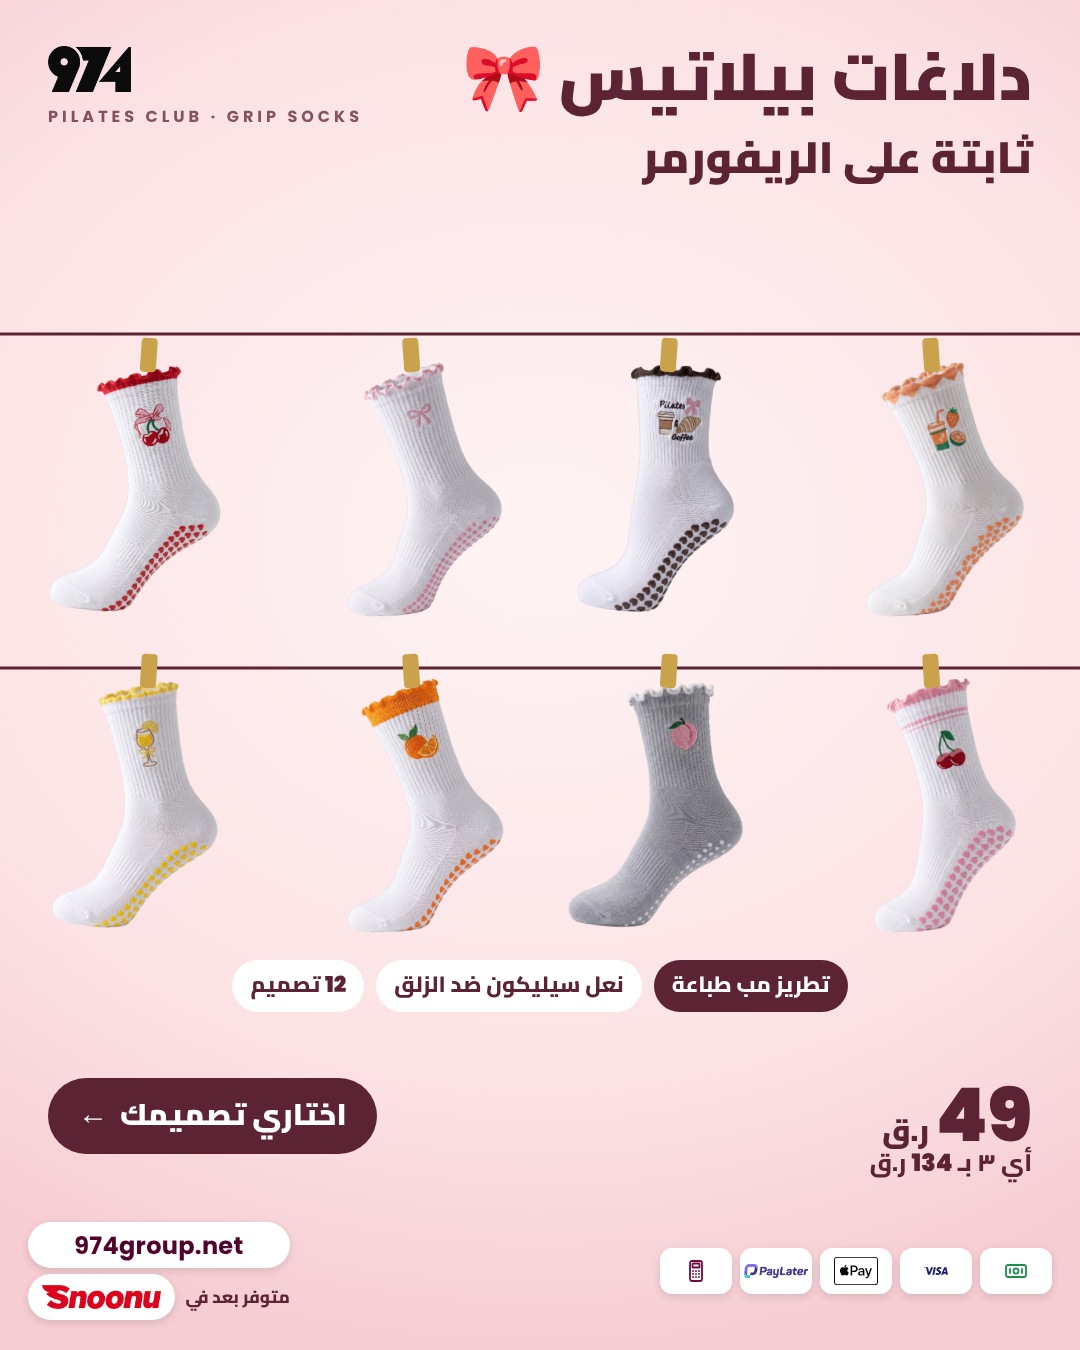 974
PILATES CLUB · GRIP SOCKS
دلاغات بيلاتيس 🎀
ثابتة على الريفورمر
Pilates
&
Coffee
تطريز مب طباعة
نعل سيليكون ضد الزلق
12 تصميم
49 ر.ق
أي ٣ بـ 134 ر.ق
اختاري تصميمك ←
974group.net
متوفر بعد في Snoonu
PayLater
Pay
VISA